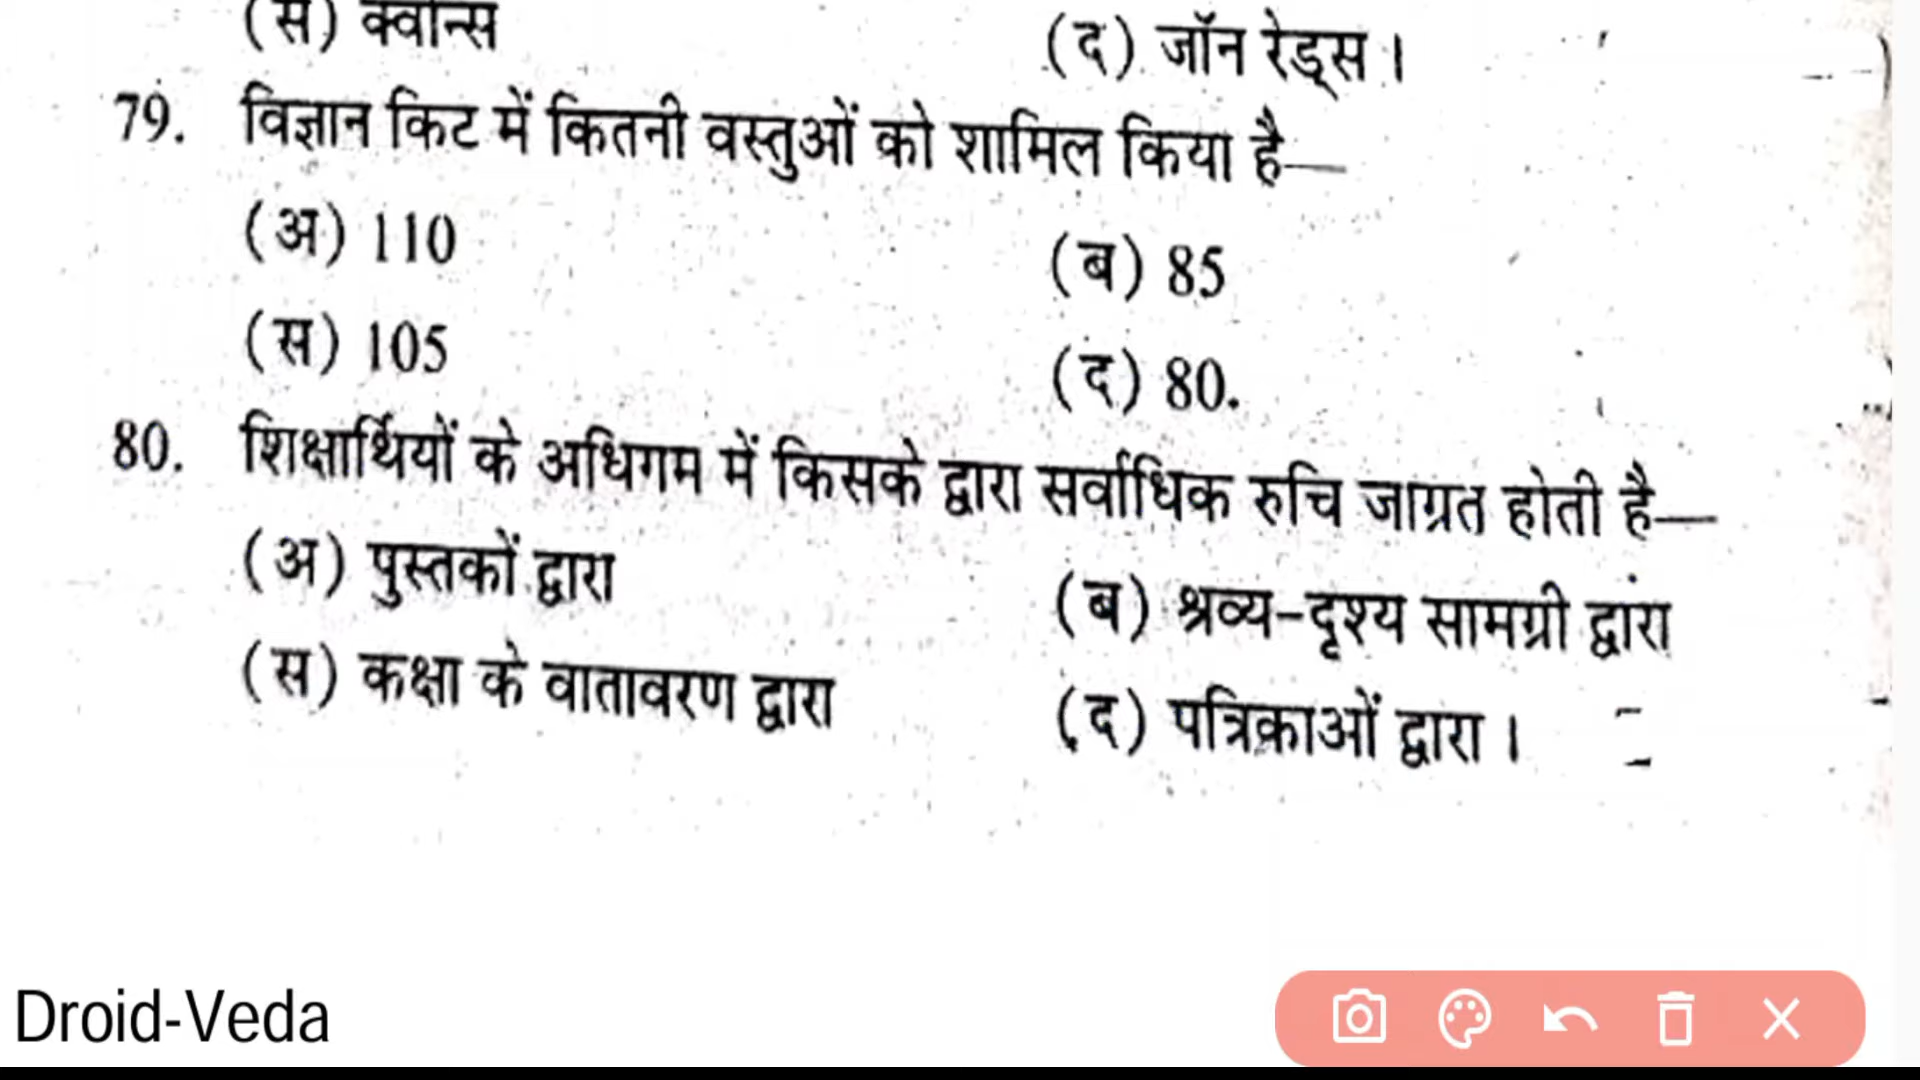 (स) क्वान्स (द) जॉन रेड्स।
79. विज्ञान किट में कितनी वस्तुओं को शामिल किया है—
(अ) 110 (ब) 85
(स) 105 (द) 80.
80. शिक्षार्थियों के अधिगम में किसके द्वारा सर्वाधिक रुचि जाग्रत होती है—
(अ) पुस्तकों द्वारा (ब) श्रव्य-दृश्य सामग्री द्वारा
(स) कक्षा के वातावरण द्वारा (द) पत्रिकाओं द्वारा।
Droid-Veda